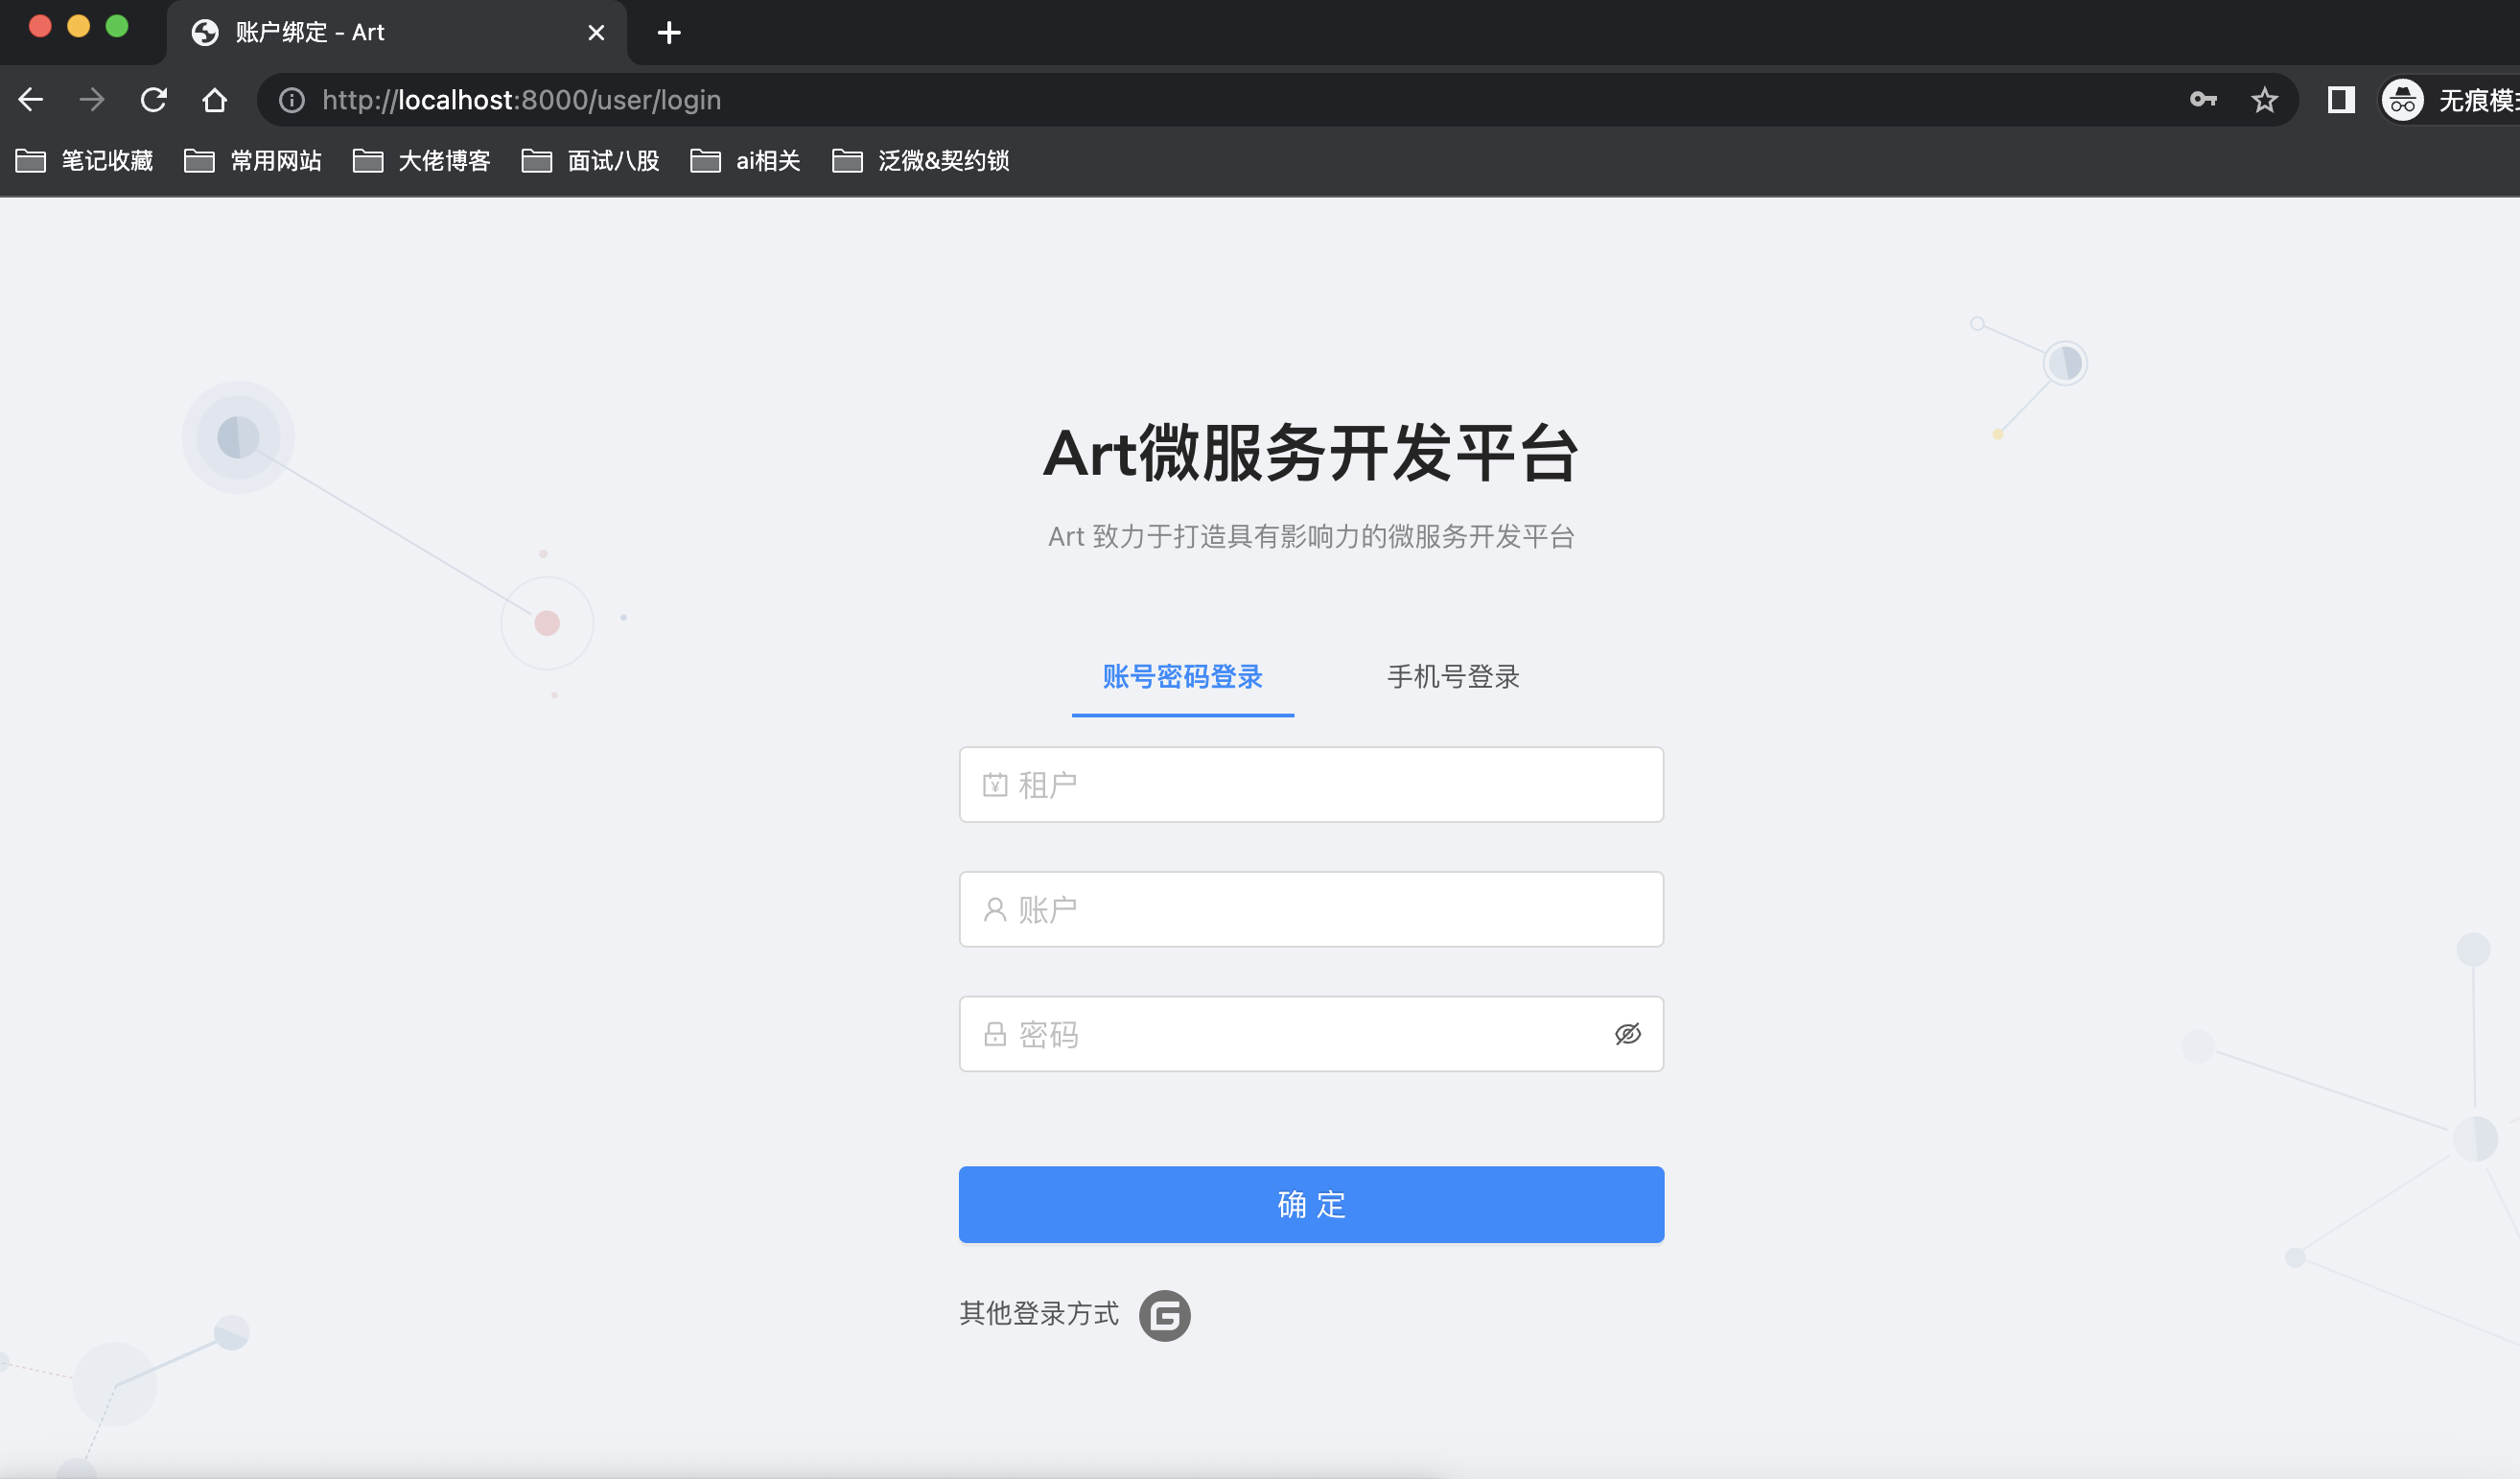 账户绑定 - Art
http://localhost:8000/user/login
无痕模
笔记收藏 常用网站 大佬博客 面试八股 ai相关 泛微&契约锁
Art微服务开发平台
Art 致力于打造具有影响力的微服务开发平台
账号密码登录 手机号登录
租户
账户
密码
确 定
其他登录方式